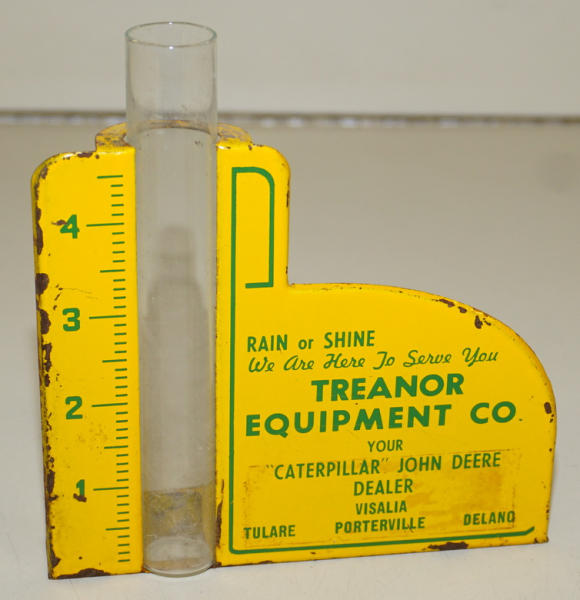 4
3
2
1
RAIN or SHINE
We Are Here To Serve You
TREANOR
EQUIPMENT CO.
YOUR
"CATERPILLAR" JOHN DEERE
DEALER
VISALIA
TULARE PORTERVILLE DELANO